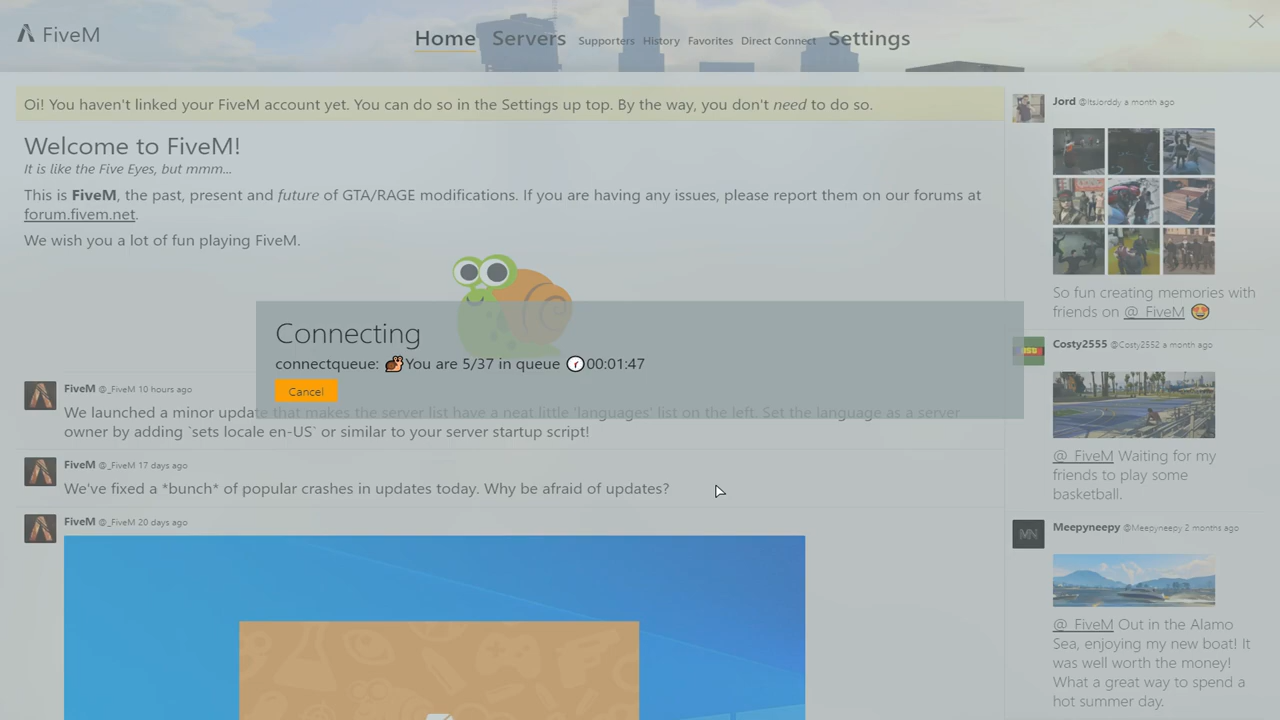 FiveM
Home Servers Supporters History Favorites Direct Connect Settings
Oi! You haven't linked your FiveM account yet. You can do so in the Settings up top. By the way, you don't need to do so.
Welcome to FiveM!
It is like the Five Eyes, but mmm...
This is FiveM, the past, present and future of GTA/RAGE modifications. If you are having any issues, please report them on our forums at
forum.fivem.net.
We wish you a lot of fun playing FiveM.
Connecting
connectqueue: 🐌You are 5/37 in queue 🕐00:01:47
Cancel
FiveM @_FiveM 10 hours ago
We launched a minor update that makes the server list have a neat little 'languages' list on the left. Set the language as a server
owner by adding `sets locale en-US` or similar to your server startup script!
FiveM @_FiveM 17 days ago
We've fixed a *bunch* of popular crashes in updates today. Why be afraid of updates?
FiveM @_FiveM 20 days ago
Jord @ItsJorddy a month ago
So fun creating memories with
friends on @_FiveM 🤩
Costy2555 @Costy2552 a month ago
@_FiveM Waiting for my
friends to play some
basketball.
MN
Meepyneepy @Meepyneepy 2 months ago
@_FiveM Out in the Alamo
Sea, enjoying my new boat! It
was well worth the money!
What a great way to spend a
hot summer day.